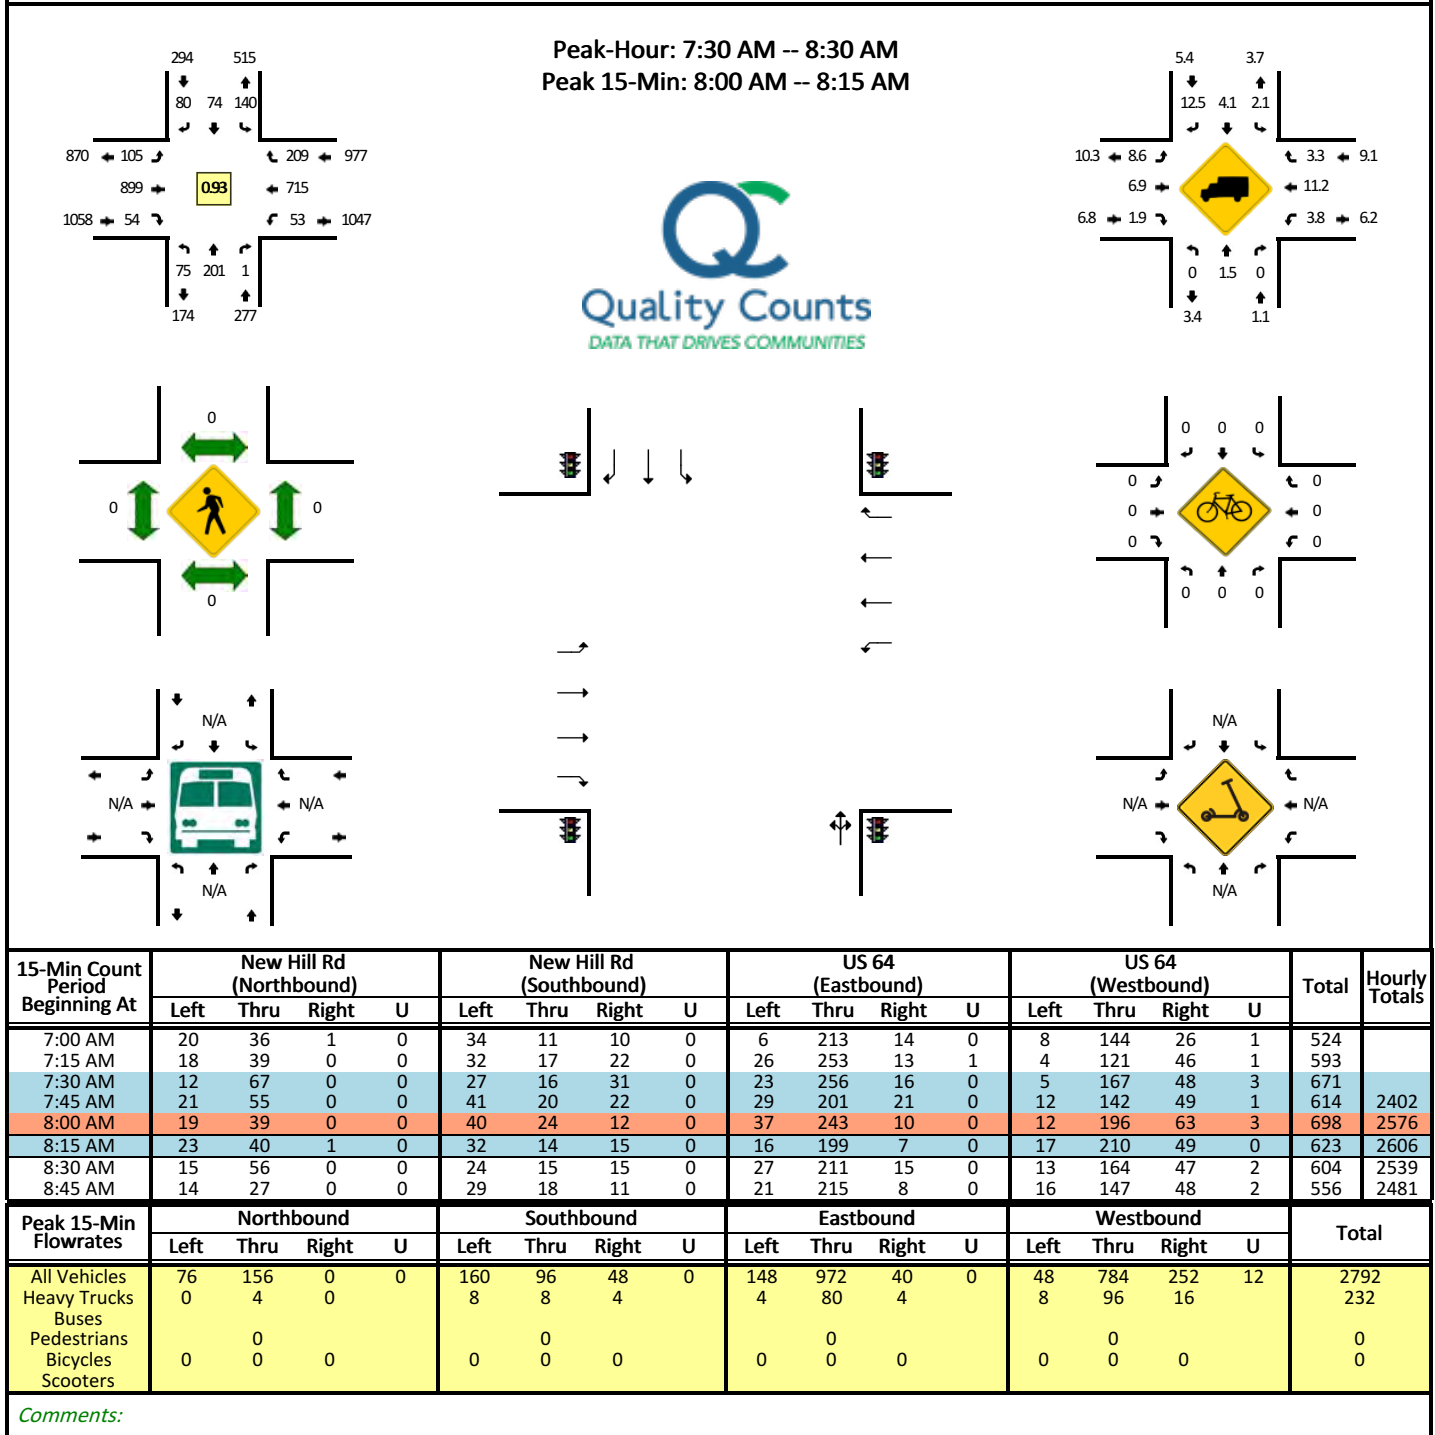 Peak-Hour: 7:30 AM -- 8:30 AM
Peak 15-Min: 8:00 AM -- 8:15 AM
294 515
80 74 140
870 105 209 977
899 0.93 715
1058 54 53 1047
75 201 1
174 277
Quality Counts
DATA THAT DRIVES COMMUNITIES
5.4 3.7
12.5 4.1 2.1
10.3 8.6 3.3 9.1
6.9 11.2
6.8 1.9 3.8 6.2
0 1.5 0
3.4 1.1
0
0 0
0
0 0 0
0 0
0 0
0 0
0 0 0
N/A
N/A N/A
N/A
N/A
N/A N/A
N/A
15-Min Count Period Beginning At New Hill Rd (Northbound) New Hill Rd (Southbound) US 64 (Eastbound) US 64 (Westbound) Total Hourly Totals
Left Thru Right U Left Thru Right U Left Thru Right U Left Thru Right U
7:00 AM 20 36 1 0 34 11 10 0 6 213 14 0 8 144 26 1 524
7:15 AM 18 39 0 0 32 17 22 0 26 253 13 1 4 121 46 1 593
7:30 AM 12 67 0 0 27 16 31 0 23 256 16 0 5 167 48 3 671
7:45 AM 21 55 0 0 41 20 22 0 29 201 21 0 12 142 49 1 614 2402
8:00 AM 19 39 0 0 40 24 12 0 37 243 10 0 12 196 63 3 698 2576
8:15 AM 23 40 1 0 32 14 15 0 16 199 7 0 17 210 49 0 623 2606
8:30 AM 15 56 0 0 24 15 15 0 27 211 15 0 13 164 47 2 604 2539
8:45 AM 14 27 0 0 29 18 11 0 21 215 8 0 16 147 48 2 556 2481
Peak 15-Min Flowrates Northbound Southbound Eastbound Westbound Total
Left Thru Right U Left Thru Right U Left Thru Right U Left Thru Right U
All Vehicles 76 156 0 0 160 96 48 0 148 972 40 0 48 784 252 12 2792
Heavy Trucks 0 4 0 8 8 4 4 80 4 8 96 16 232
Buses
Pedestrians 0 0 0 0 0
Bicycles 0 0 0 0 0 0 0 0 0 0 0 0 0
Scooters
Comments: